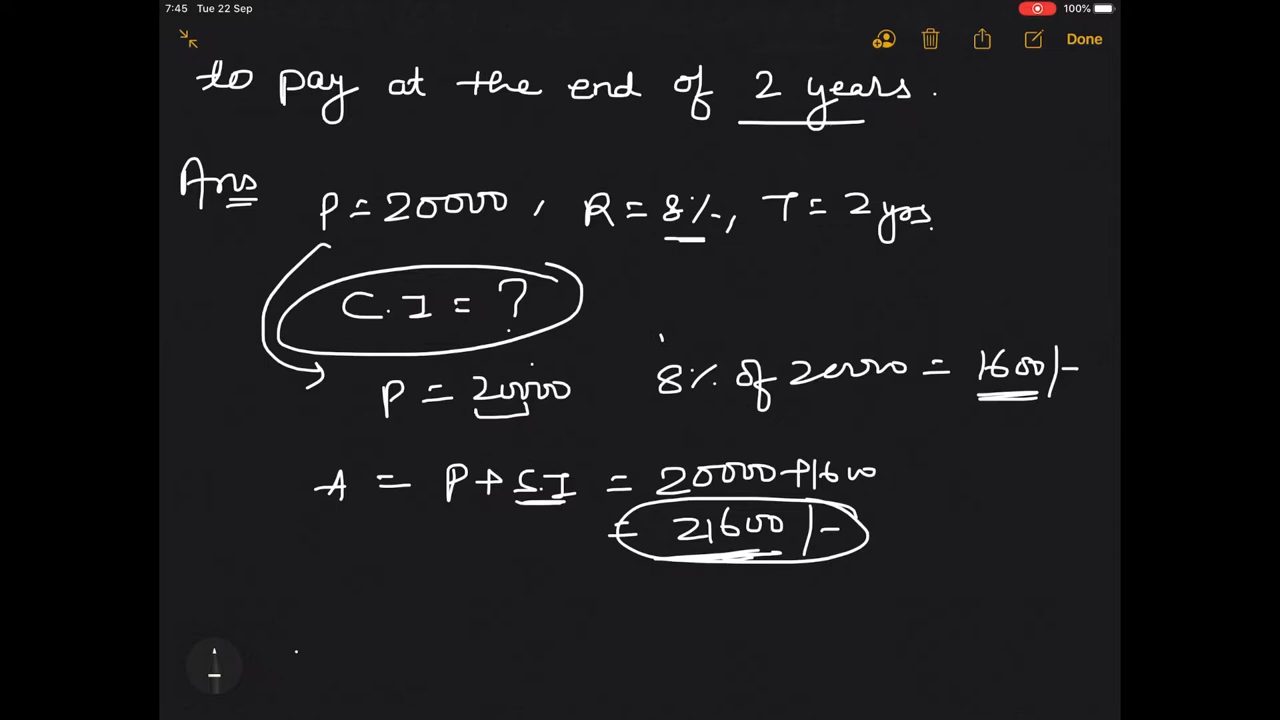 7:45 Tue 22 Sep 100%
Done
to pay at the end of 2 years.
Ans
P = 20000, R = 8%, T = 2 yrs.
C.I = ?
P = 20000 8% of 20000 = 1600/-
A = P + S.I = 20000+1600
= 21600/-